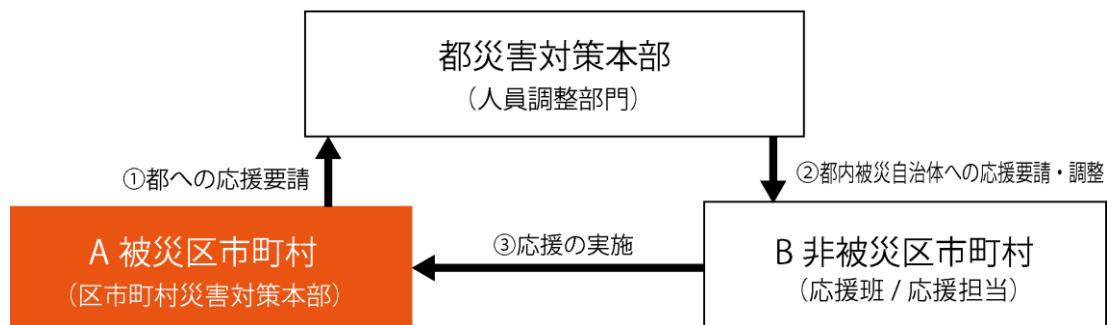 都災害対策本部
（人員調整部門）
①都への応援要請
②都内被災自治体への応援要請・調整
A 被災区市町村
（区市町村災害対策本部）
③応援の実施
B 非被災区市町村
（応援班 / 応援担当）